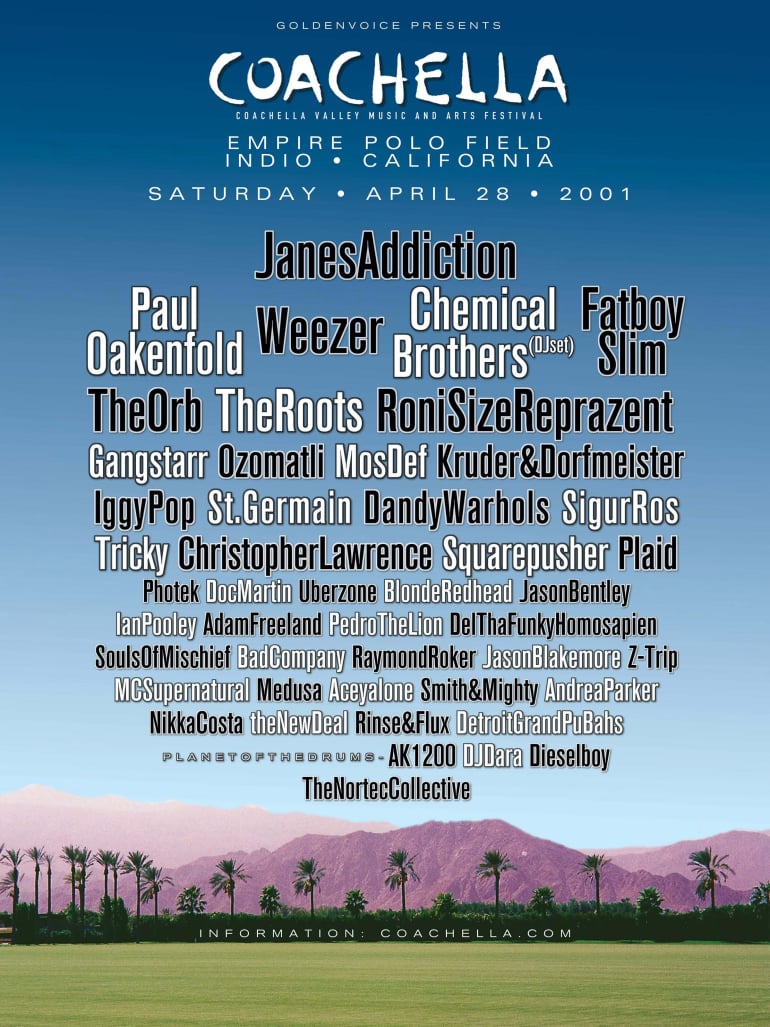 GOLDENVOICE PRESENTS
COACHELLA
COACHELLA VALLEY MUSIC AND ARTS FESTIVAL
EMPIRE POLO FIELD
INDIO • CALIFORNIA
SATURDAY • APRIL 28 • 2001
JanesAddiction
Paul Oakenfold Weezer Chemical Brothers (DJset) Fatboy Slim
TheOrb TheRoots RoniSizeReprazent
Gangstarr Ozomatli MosDef Kruder&Dorfmeister
IggyPop St.Germain DandyWarhols SigurRos
Tricky ChristopherLawrence Squarepusher Plaid
Photek DocMartin Uberzone BlondeRedhead JasonBentley
IanPooley AdamFreeland PedroTheLion DelThaFunkyHomosapien
SoulsOfMischief BadCompany RaymondRoker JasonBlakemore Z-Trip
MCSupernatural Medusa Aceyalone Smith&Mighty AndreaParker
NikkaCosta theNewDeal Rinse&Flux DetroitGrandPuBahs
PLANETOFTHEDRUMS- AK1200 DJDara Dieselboy
TheNortecCollective
INFORMATION: COACHELLA.COM